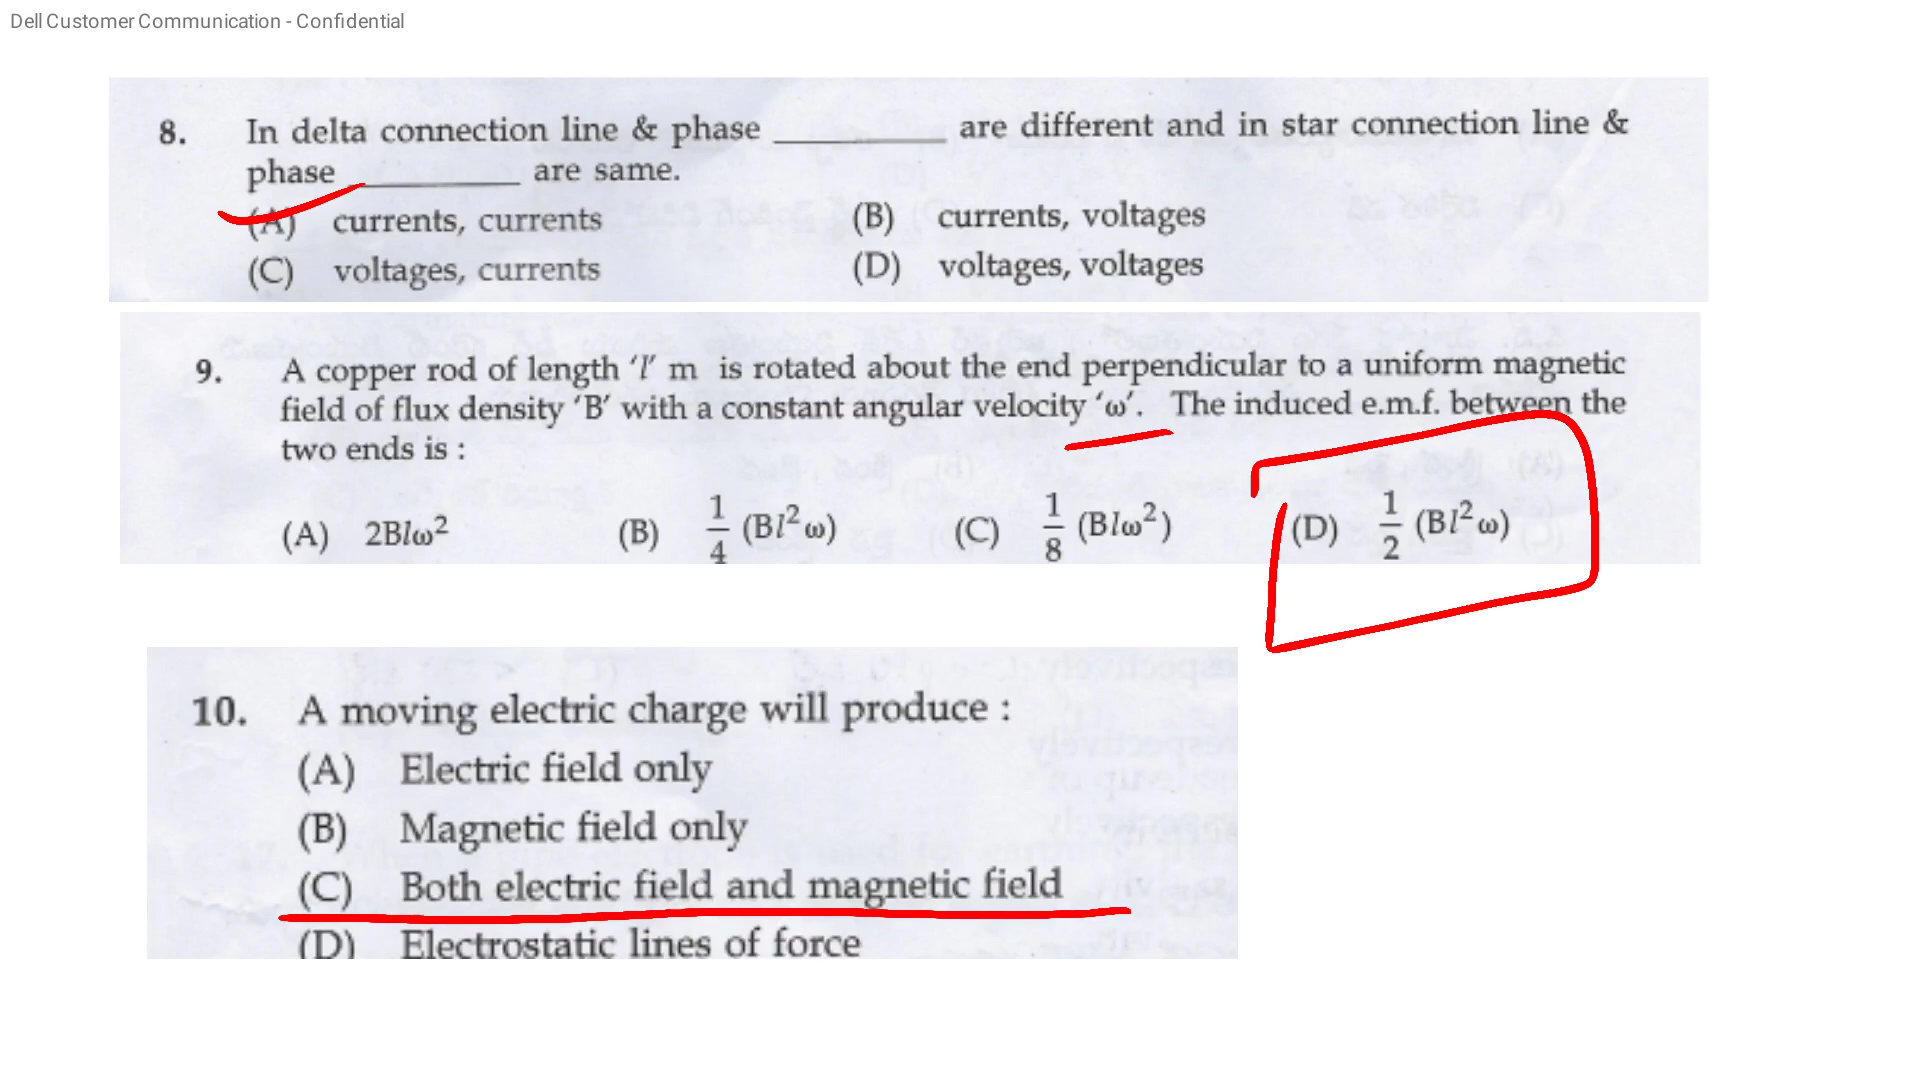 Dell Customer Communication - Confidential
8. In delta connection line & phase __________ are different and in star connection line &
phase __________ are same.
(A) currents, currents (B) currents, voltages
(C) voltages, currents (D) voltages, voltages
9. A copper rod of length 'l' m is rotated about the end perpendicular to a uniform magnetic
field of flux density 'B' with a constant angular velocity 'ω'. The induced e.m.f. between the
two ends is :
(A) 2Blω² (B) 1/4 (Bl²ω) (C) 1/8 (Blω²) (D) 1/2 (Bl²ω)
10. A moving electric charge will produce :
(A) Electric field only
(B) Magnetic field only
(C) Both electric field and magnetic field
(D) Electrostatic lines of force